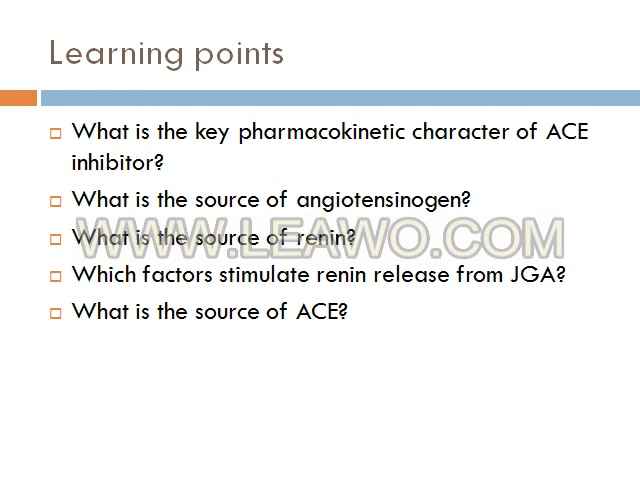 Learning points
What is the key pharmacokinetic character of ACE
inhibitor?
What is the source of angiotensinogen?
What is the source of renin?
WWW.LEAWO.COM
Which factors stimulate renin release from JGA?
What is the source of ACE?